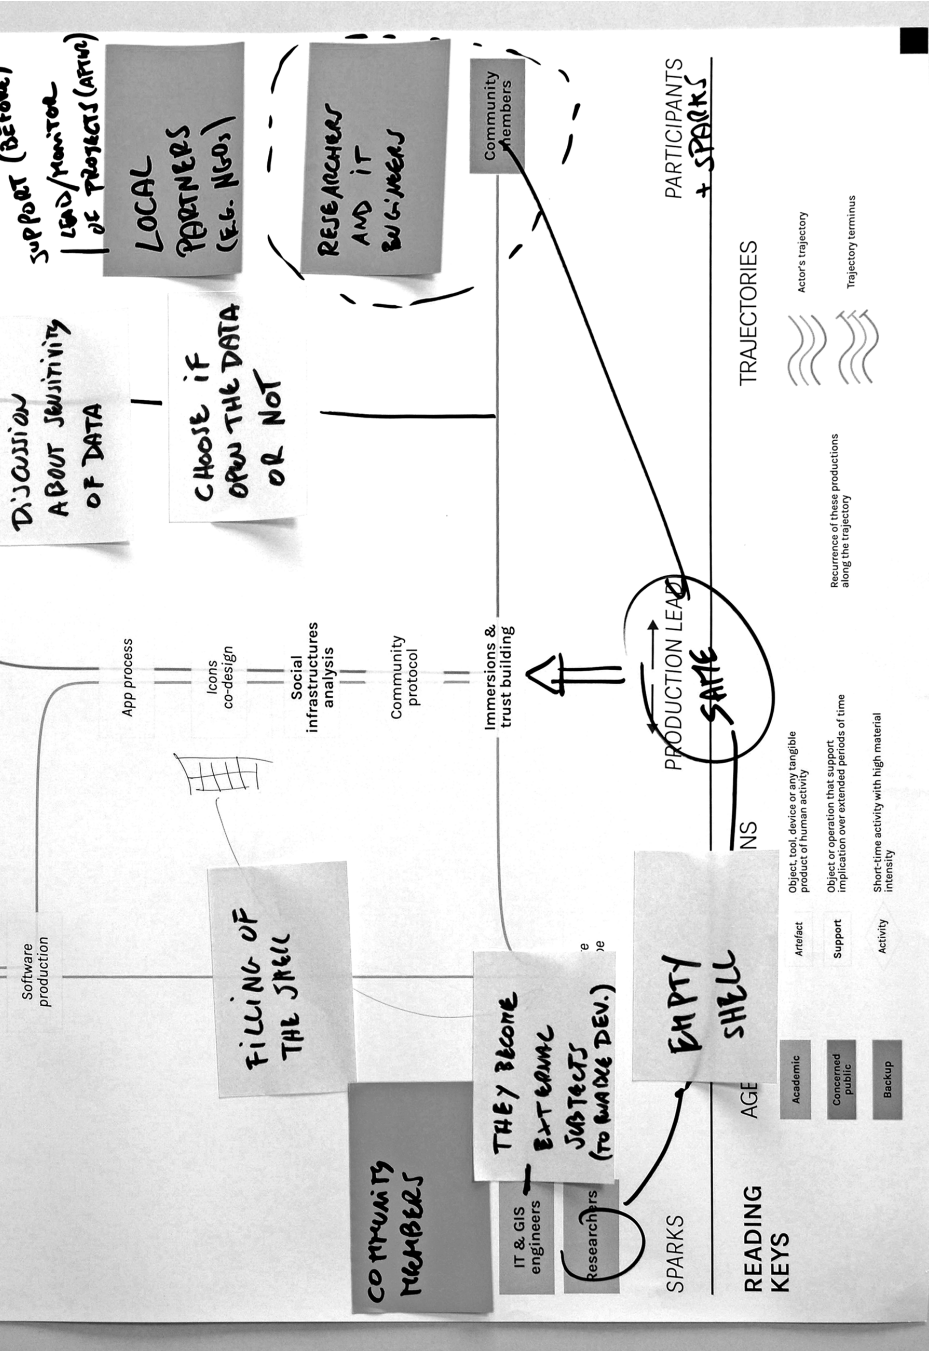 Software
production
DISCUSSION
ABOUT SENSITIVITY
OF DATA
SUPPORT (BEFORE)
LEAD/MONITOR
OF PROJECTS (AFTER)
App process
LOCAL
PARTNERS
(E.G. NGOs)
FILLING OF
THE SHELL
Icons
co-design
CHOOSE IF
OPEN THE DATA
OR NOT
Social
infrastructures
analysis
RESEARCHERS
AND IT
ENGINEERS
COMMUNITY
MEMBERS
Community
protocol
THEY BECOME
EXTERNAL
SUBJECTS
(TO DEV.)
Immersions &
trust building
Community
members
IT & GIS
engineers
Researchers
SPARKS
EMPTY
SHELL
PRODUCTION LEAD
SAME
PARTICIPANTS
+ SPARKS
READING
KEYS
AGE
NS
TRAJECTORIES
Academic
Artefact
Object, tool, device or any tangible
product of human activity
Actor's trajectory
Concerned
public
Support
Object or operation that support
implication over extended periods of time
Recurrence of these productions
along the trajectory
Trajectory terminus
Backup
Activity
Short-time activity with high material
intensity